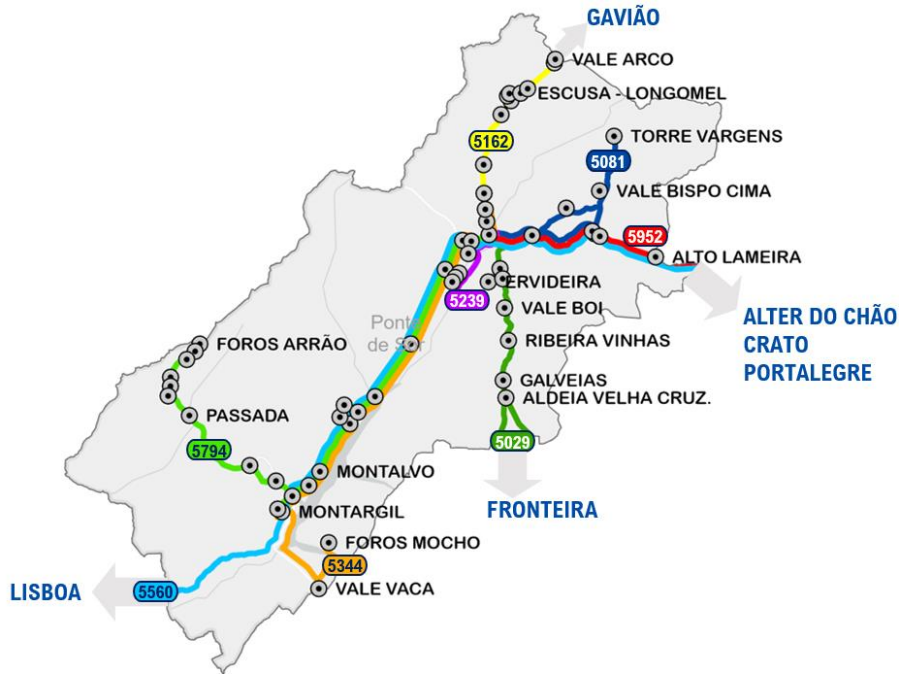 GAVIÃO
VALE ARCO
ESCUSA - LONGOMEL
5162
TORRE VARGENS
5081
VALE BISPO CIMA
5952
ALTO LAMEIRA
ERVIDEIRA
5239
VALE BOI
ALTER DO CHÃO
CRATO
PORTALEGRE
Ponte
de Sor
FOROS ARRÃO
RIBEIRA VINHAS
GALVEIAS
ALDEIA VELHA CRUZ.
PASSADA
5794
5029
MONTALVO
MONTARGIL
FRONTEIRA
FOROS MOCHO
5344
LISBOA
5560
VALE VACA